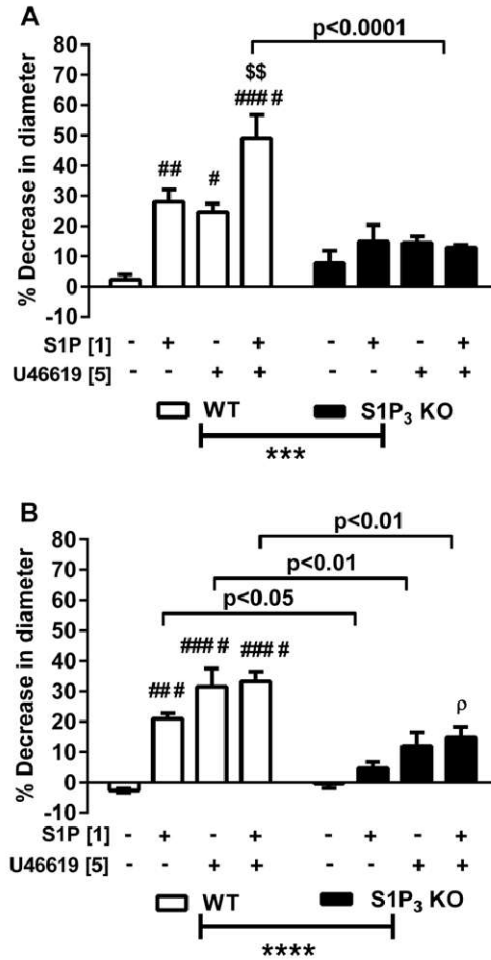 A
% Decrease in diameter
80
70
60
50
40
30
20
10
0
-10
p<0.0001
$$
## # ####
S1P [1] - + - + - + - +
U46619 [5] - - + + - - + +
WT S1P3 KO
***
B
% Decrease in diameter
80
70
60
50
40
30
20
10
0
-10
p<0.01
p<0.01
p<0.05
### #### #### ρ
S1P [1] - + - + - + - +
U46619 [5] - - + + - - + +
WT S1P3 KO
****